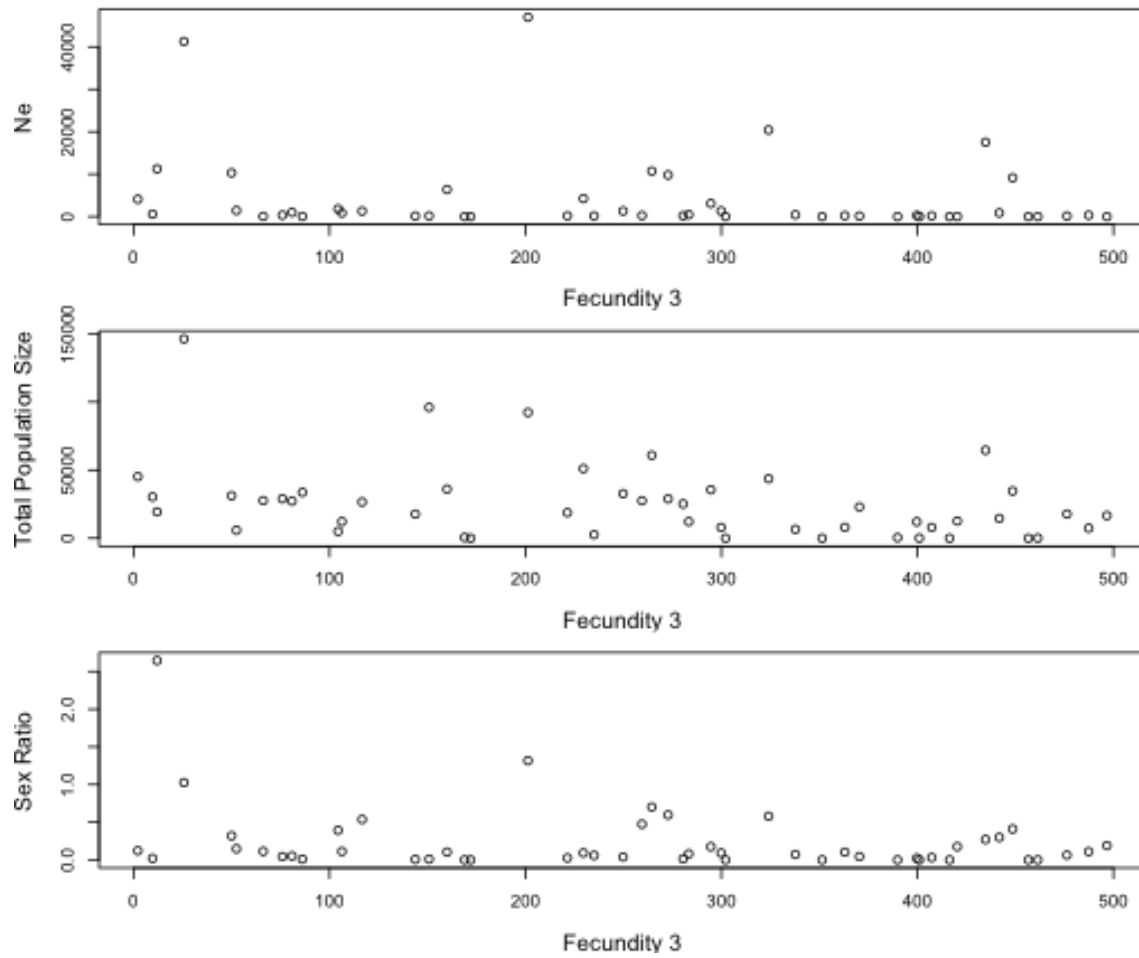 Ne
0
20000
40000
0 100 200 300 400 500
Fecundity 3
Total Population Size
0
50000
150000
0 100 200 300 400 500
Fecundity 3
Sex Ratio
0.0
1.0
2.0
0 100 200 300 400 500
Fecundity 3